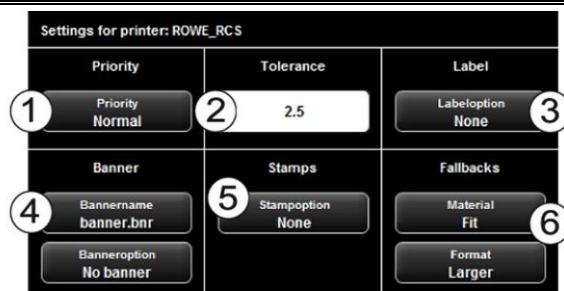 Settings for printer: ROWE_RCS
Priority
Tolerance
Label
1
Priority
Normal
2
2.5
Labeloption
None
3
Banner
Stamps
Fallbacks
4
Bannername
banner.bnr
5
Stampoption
None
Material
Fit
6
Banneroption
No banner
Format
Larger